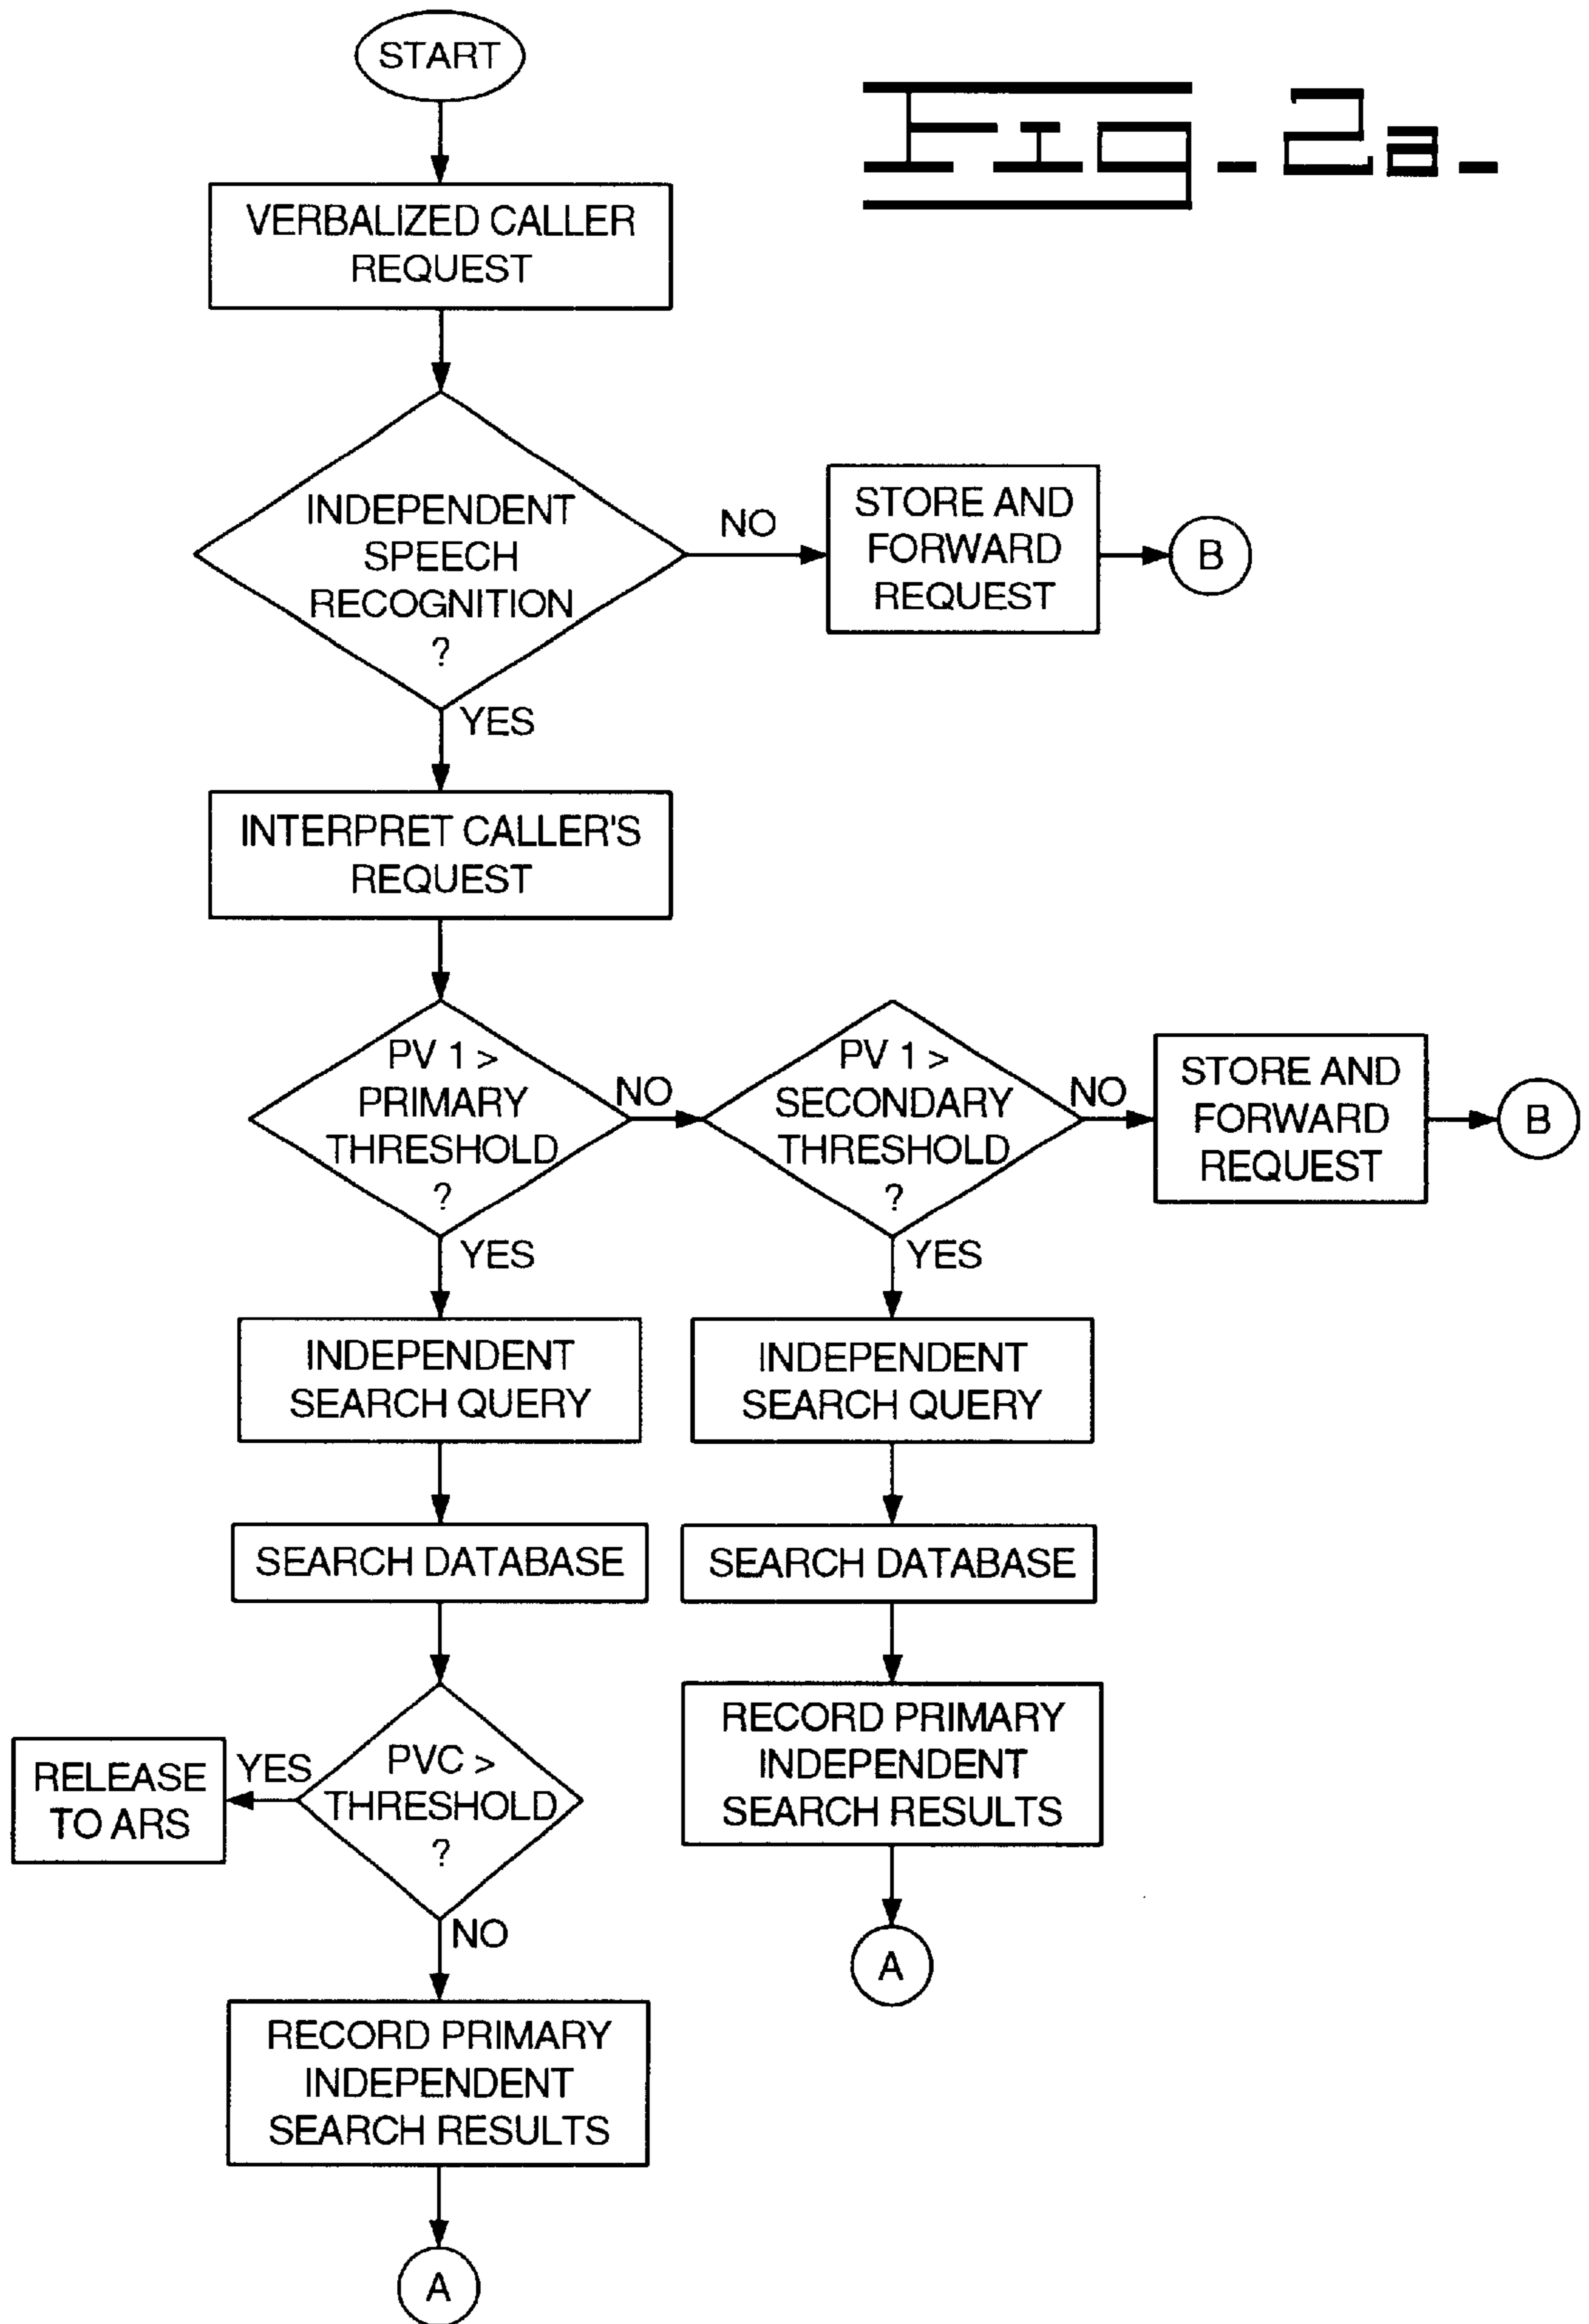 START
Fig-2a-
VERBALIZED CALLER
REQUEST
INDEPENDENT
SPEECH
RECOGNITION
?
NO
STORE AND
FORWARD
REQUEST
B
YES
INTERPRET CALLER'S
REQUEST
PV 1 >
PRIMARY
THRESHOLD
?
NO
PV 1 >
SECONDARY
THRESHOLD
?
NO
STORE AND
FORWARD
REQUEST
B
YES
YES
INDEPENDENT
SEARCH QUERY
INDEPENDENT
SEARCH QUERY
SEARCH DATABASE
SEARCH DATABASE
RELEASE
TO ARS
YES
PVC >
THRESHOLD
?
RECORD PRIMARY
INDEPENDENT
SEARCH RESULTS
NO
A
RECORD PRIMARY
INDEPENDENT
SEARCH RESULTS
A